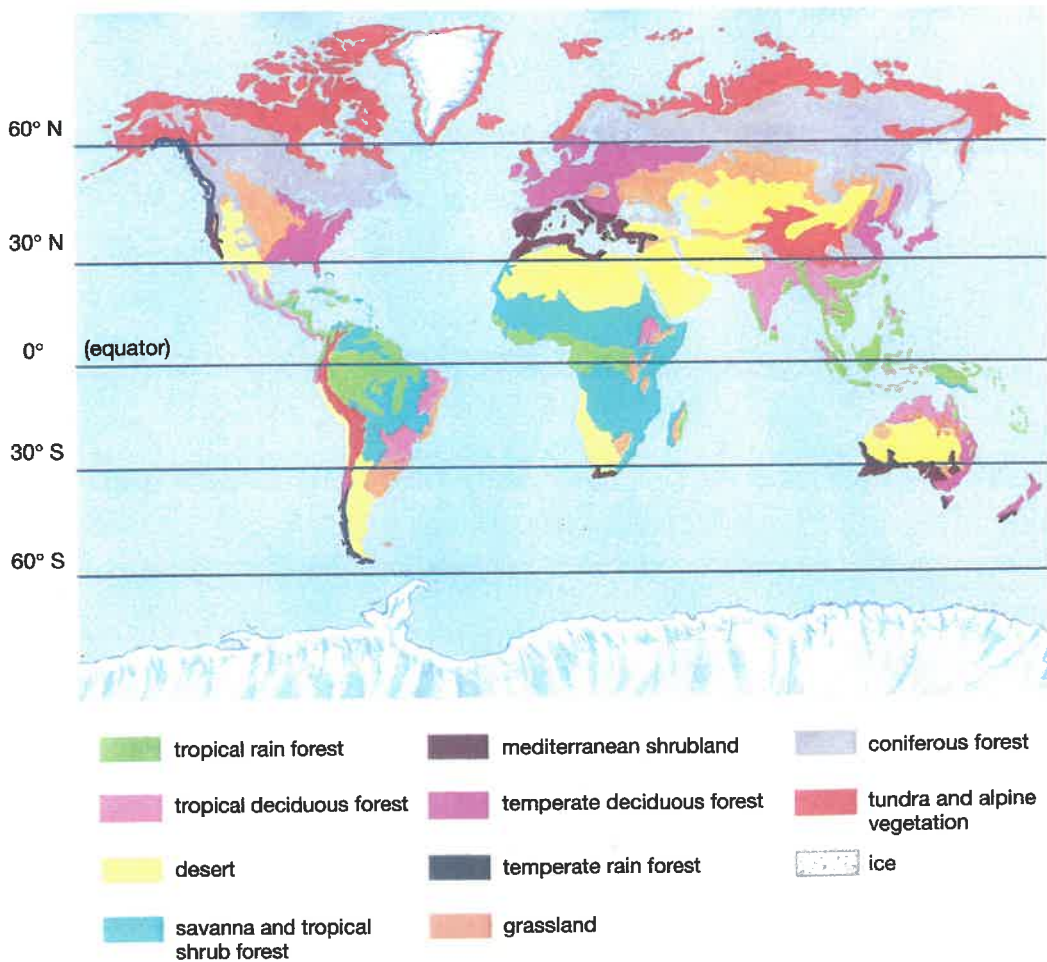 60° N
30° N
0° (equator)
30° S
60° S
tropical rain forest
mediterranean shrubland
coniferous forest
tropical deciduous forest
temperate deciduous forest
tundra and alpine
vegetation
desert
temperate rain forest
ice
savanna and tropical
shrub forest
grassland